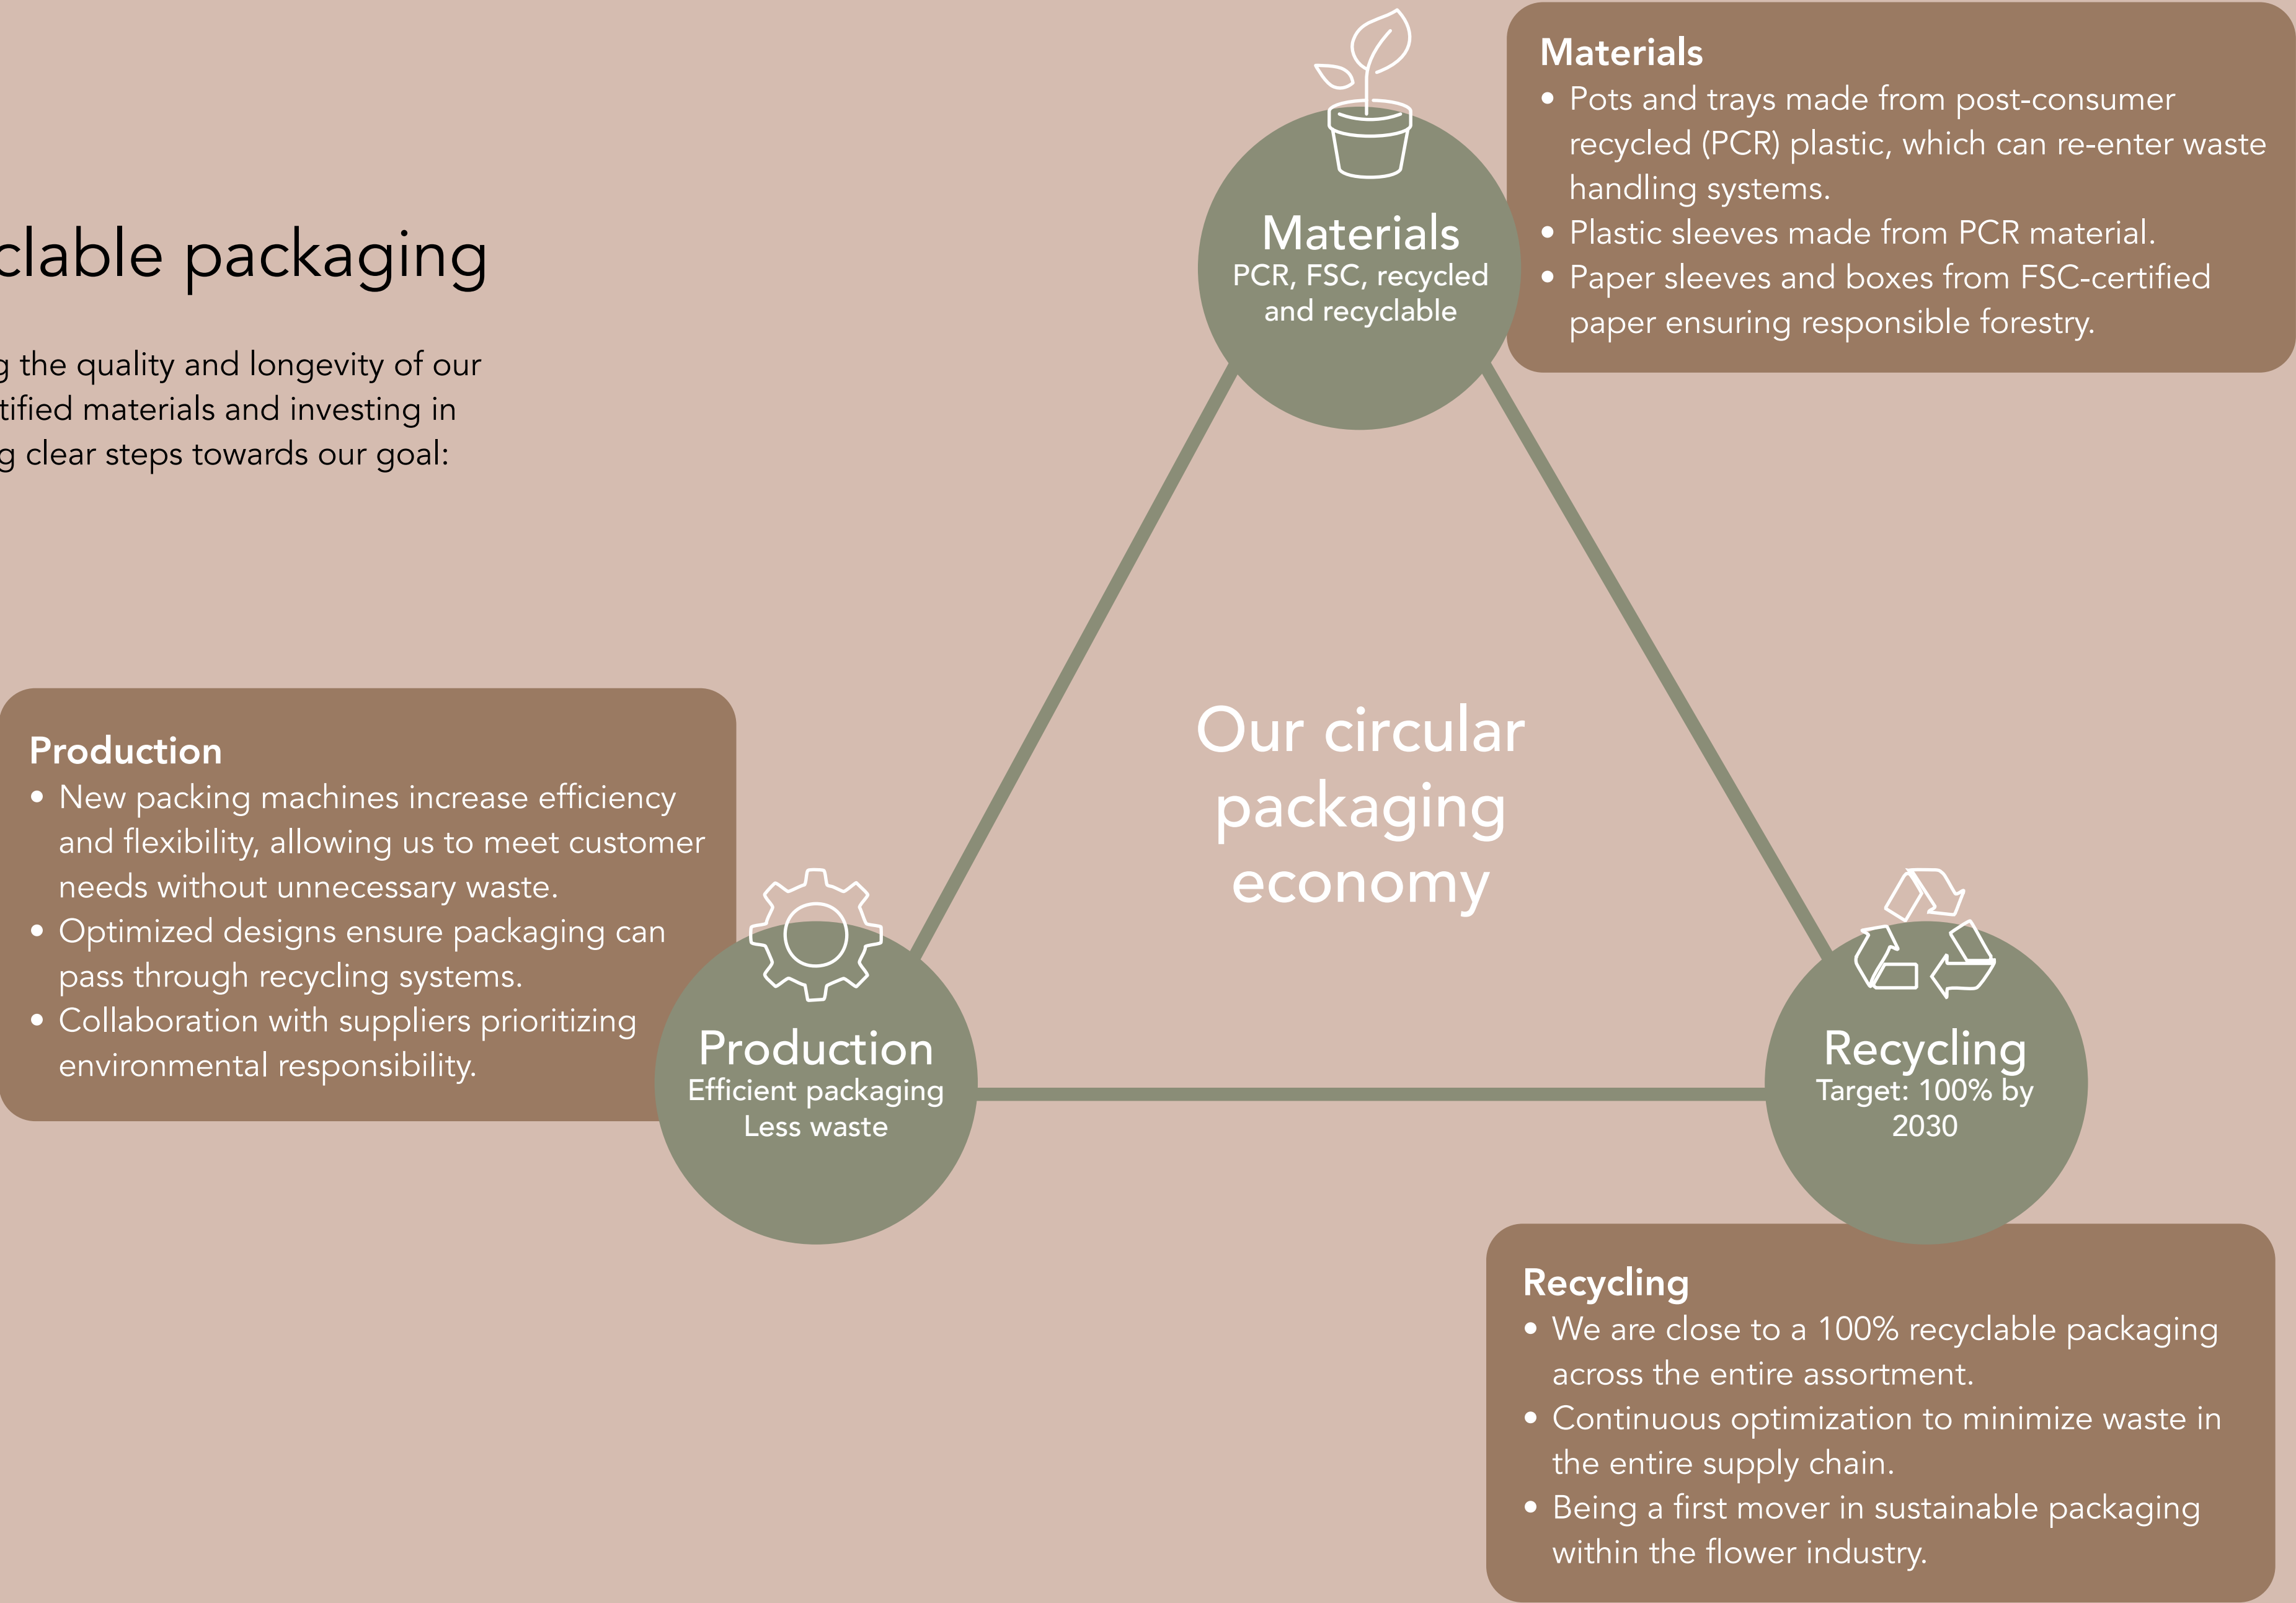 clable packaging
g the quality and longevity of our
tified materials and investing in
g clear steps towards our goal:
Materials
PCR, FSC, recycled
and recyclable
Materials
• Pots and trays made from post-consumer
recycled (PCR) plastic, which can re-enter waste
handling systems.
• Plastic sleeves made from PCR material.
• Paper sleeves and boxes from FSC-certified
paper ensuring responsible forestry.
Our circular
packaging
economy
Production
• New packing machines increase efficiency
and flexibility, allowing us to meet customer
needs without unnecessary waste.
• Optimized designs ensure packaging can
pass through recycling systems.
• Collaboration with suppliers prioritizing
environmental responsibility.
Production
Efficient packaging
Less waste
Recycling
Target: 100% by
2030
Recycling
• We are close to a 100% recyclable packaging
across the entire assortment.
• Continuous optimization to minimize waste in
the entire supply chain.
• Being a first mover in sustainable packaging
within the flower industry.